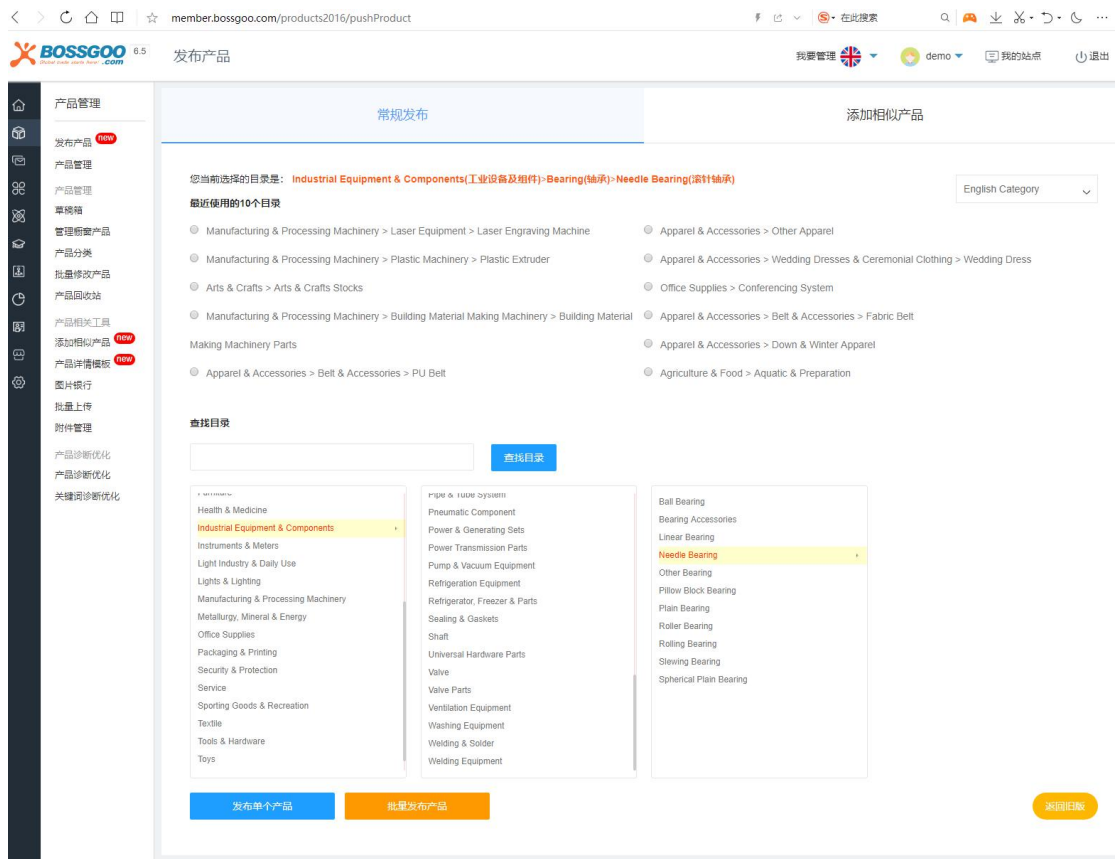 member.bossgoo.com/products2016/pushProduct
在此搜索
BOSSGOO 6.5
.com
发布产品
我要管理
demo
我的站点
退出
产品管理
发布产品 new
产品管理
产品管理
草稿箱
管理橱窗产品
产品分类
批量修改产品
产品回收站
产品相关工具
添加相似产品 new
产品详情模板 new
图片银行
批量上传
附件管理
产品诊断优化
产品诊断优化
关键词诊断优化
常规发布
添加相似产品
您当前选择的目录是： Industrial Equipment & Components(工业设备及组件)>Bearing(轴承)>Needle Bearing(滚针轴承)
English Category
最近使用的10个目录
Manufacturing & Processing Machinery > Laser Equipment > Laser Engraving Machine
Manufacturing & Processing Machinery > Plastic Machinery > Plastic Extruder
Arts & Crafts > Arts & Crafts Stocks
Manufacturing & Processing Machinery > Building Material Making Machinery > Building Material
Making Machinery Parts
Apparel & Accessories > Belt & Accessories > PU Belt
Apparel & Accessories > Other Apparel
Apparel & Accessories > Wedding Dresses & Ceremonial Clothing > Wedding Dress
Office Supplies > Conferencing System
Apparel & Accessories > Belt & Accessories > Fabric Belt
Apparel & Accessories > Down & Winter Apparel
Agriculture & Food > Aquatic & Preparation
查找目录
查找目录
Furniture
Health & Medicine
Industrial Equipment & Components
Instruments & Meters
Light Industry & Daily Use
Lights & Lighting
Manufacturing & Processing Machinery
Metallurgy, Mineral & Energy
Office Supplies
Packaging & Printing
Security & Protection
Service
Sporting Goods & Recreation
Textile
Tools & Hardware
Toys
Pipe & Tube System
Pneumatic Component
Power & Generating Sets
Power Transmission Parts
Pump & Vacuum Equipment
Refrigeration Equipment
Refrigerator, Freezer & Parts
Sealing & Gaskets
Shaft
Universal Hardware Parts
Valve
Valve Parts
Ventilation Equipment
Washing Equipment
Welding & Solder
Welding Equipment
Ball Bearing
Bearing Accessories
Linear Bearing
Needle Bearing
Other Bearing
Pillow Block Bearing
Plain Bearing
Roller Bearing
Rolling Bearing
Slewing Bearing
Spherical Plain Bearing
发布单个产品
批量发布产品
返回旧版